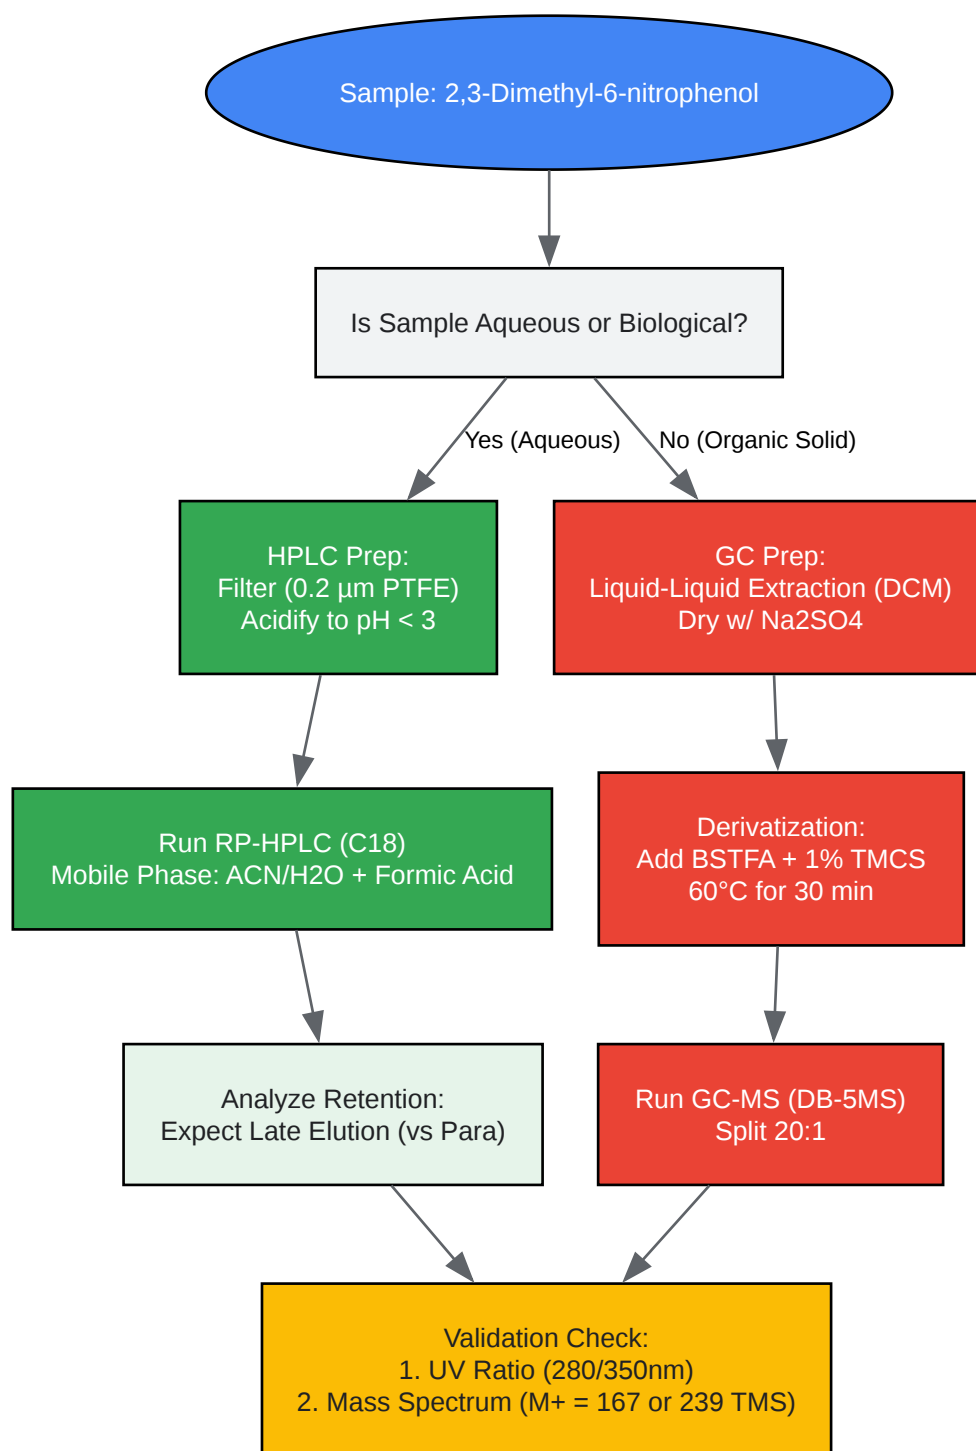 Sample: 2,3-Dimethyl-6-nitrophenol
Is Sample Aqueous or Biological?
Yes (Aqueous)
No (Organic Solid)
HPLC Prep:
Filter (0.2 µm PTFE)
Acidify to pH < 3
GC Prep:
Liquid-Liquid Extraction (DCM)
Dry w/ Na2SO4
Run RP-HPLC (C18)
Mobile Phase: ACN/H2O + Formic Acid
Derivatization:
Add BSTFA + 1% TMCS
60°C for 30 min
Analyze Retention:
Expect Late Elution (vs Para)
Run GC-MS (DB-5MS)
Split 20:1
Validation Check:
1. UV Ratio (280/350nm)
2. Mass Spectrum (M+ = 167 or 239 TMS)